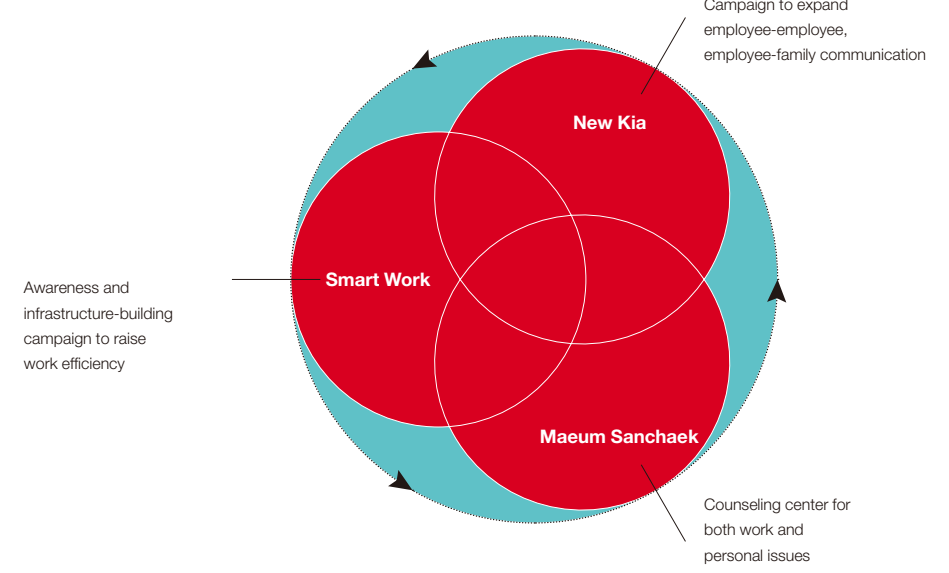 Campaign to expand
employee-employee,
employee-family communication
New Kia
Smart Work
Awareness and
infrastructure-building
campaign to raise
work efficiency
Maeum Sanchaek
Counseling center for
both work and
personal issues